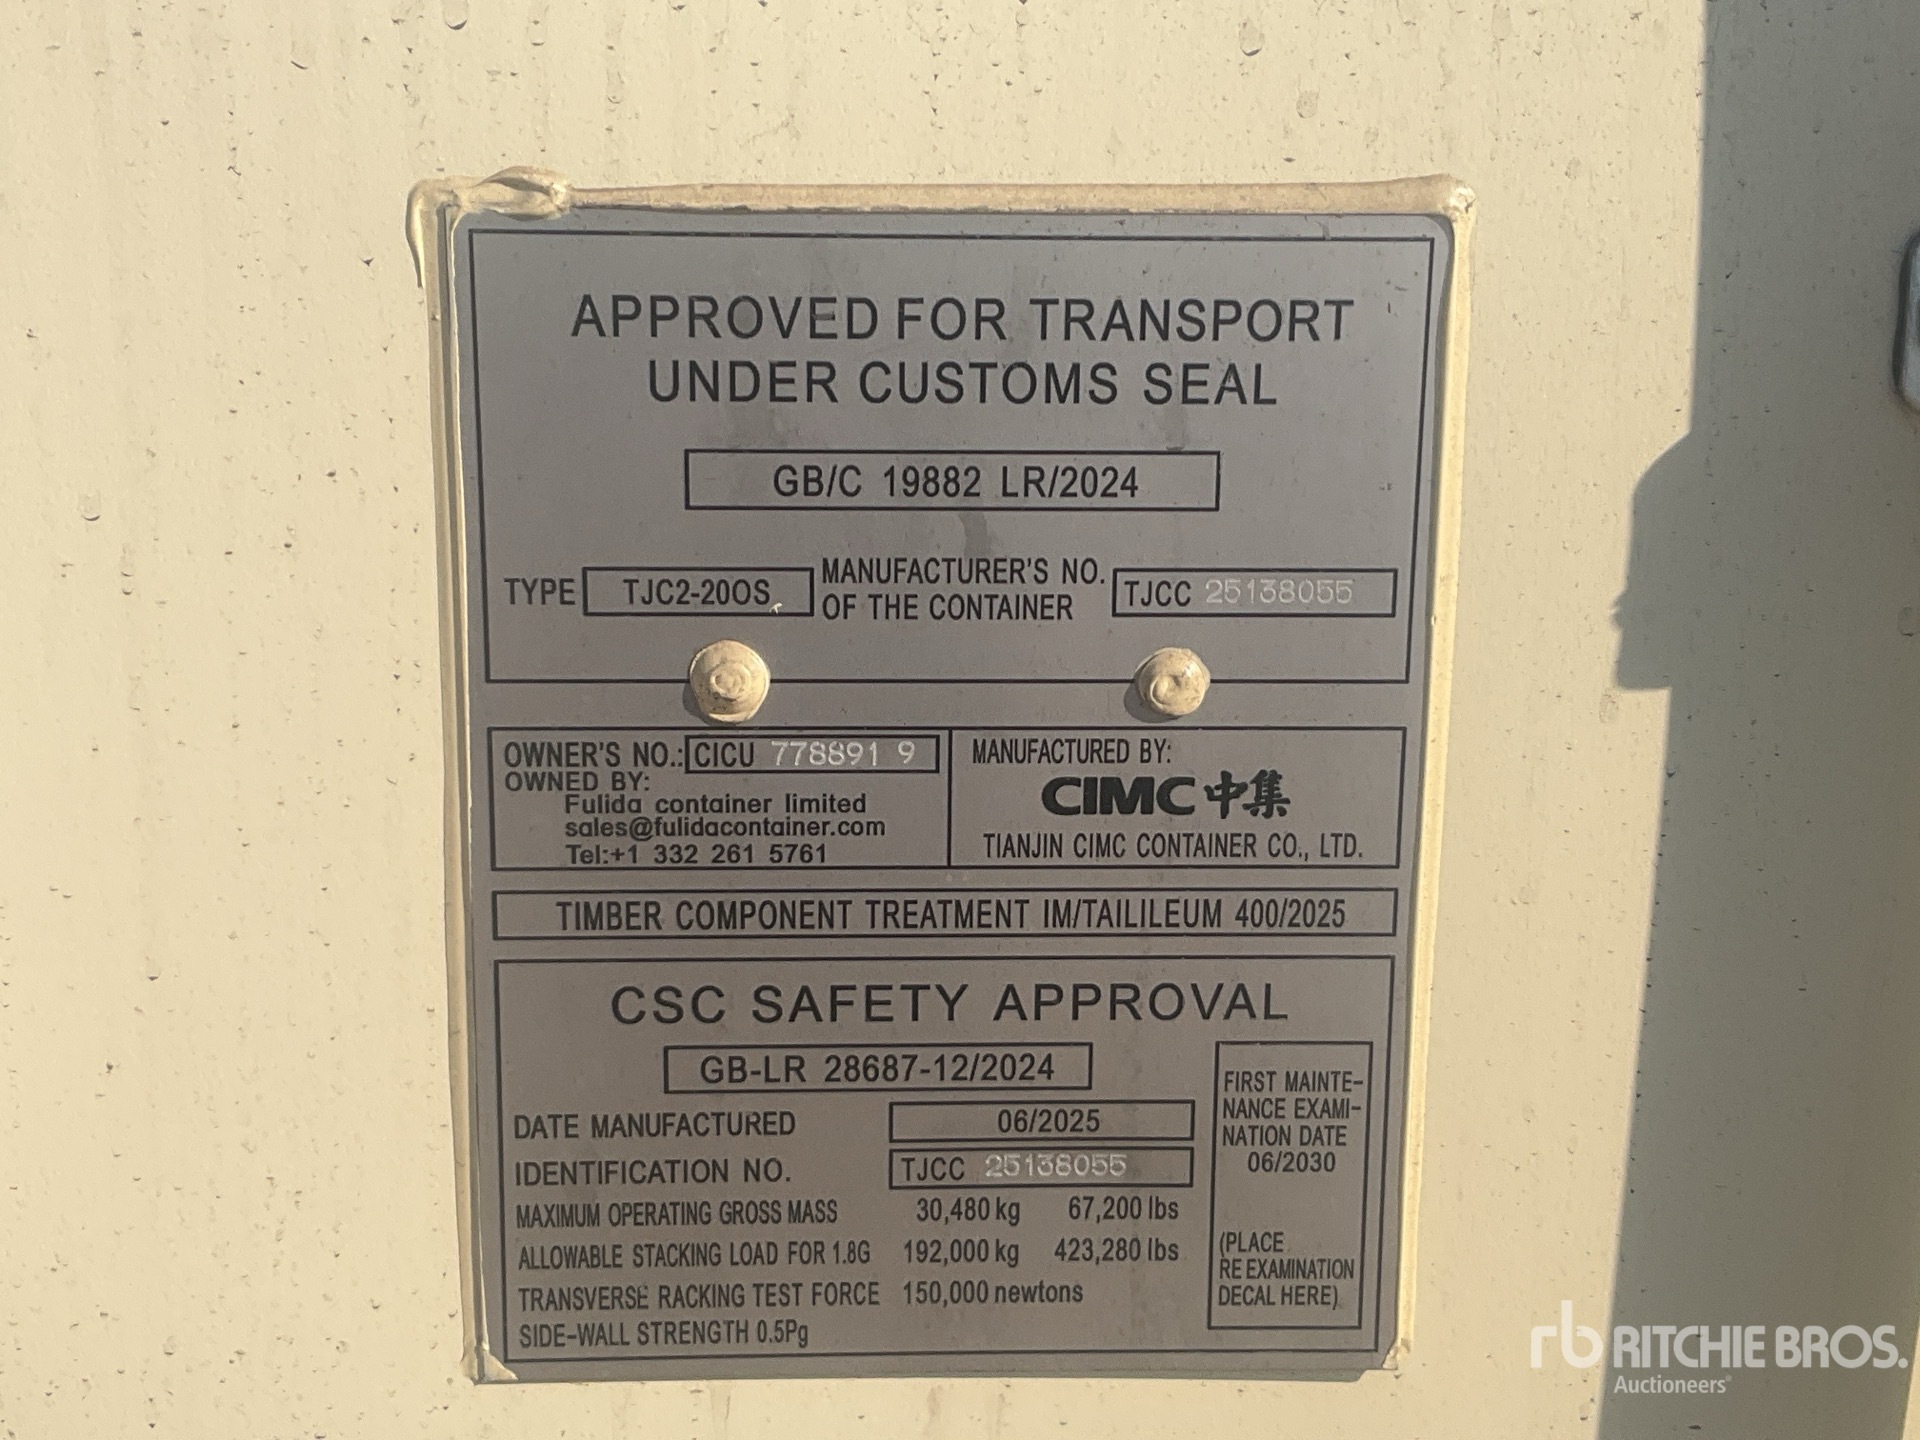 APPROVED FOR TRANSPORT
UNDER CUSTOMS SEAL
GB/C 19882 LR/2024
TYPE TJC2-20OS MANUFACTURER'S NO. OF THE CONTAINER TJCC 25138055
OWNER'S NO.: CICU 778891 9
OWNED BY:
Fulida container limited
sales@fulidacontainer.com
Tel:+1 332 261 5761
MANUFACTURED BY:
CIMC 中集
TIANJIN CIMC CONTAINER CO., LTD.
TIMBER COMPONENT TREATMENT IM/TAILILEUM 400/2025
CSC SAFETY APPROVAL
GB-LR 28687-12/2024
DATE MANUFACTURED 06/2025
IDENTIFICATION NO. TJCC 25138055
MAXIMUM OPERATING GROSS MASS 30,480 kg 67,200 lbs
ALLOWABLE STACKING LOAD FOR 1.8G 192,000 kg 423,280 lbs
TRANSVERSE RACKING TEST FORCE 150,000 newtons
SIDE-WALL STRENGTH 0.5Pg
FIRST MAINTE-
NANCE EXAMI-
NATION DATE
06/2030
(PLACE
RE EXAMINATION
DECAL HERE)
rb RITCHIE BROS.
Auctioneers